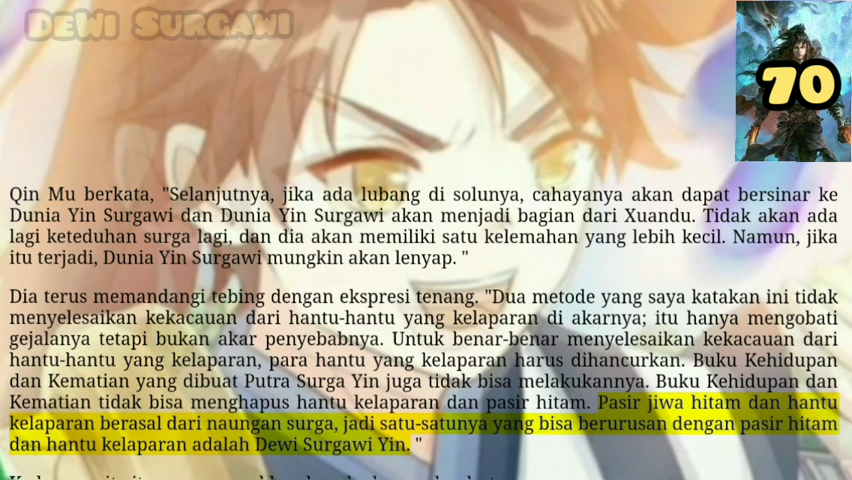 DEWI SURGAWI
70
Qin Mu berkata, "Selanjutnya, jika ada lubang di solunya, cahayanya akan dapat bersinar ke
Dunia Yin Surgawi dan Dunia Yin Surgawi akan menjadi bagian dari Xuandu. Tidak akan ada
lagi keteduhan surga lagi, dan dia akan memiliki satu kelemahan yang lebih kecil. Namun, jika
itu terjadi, Dunia Yin Surgawi mungkin akan lenyap. "
Dia terus memandangi tebing dengan ekspresi tenang. "Dua metode yang saya katakan ini tidak
menyelesaikan kekacauan dari hantu-hantu yang kelaparan di akarnya; itu hanya mengobati
gejalanya tetapi bukan akar penyebabnya. Untuk benar-benar menyelesaikan kekacauan dari
hantu-hantu yang kelaparan, para hantu yang kelaparan harus dihancurkan. Buku Kehidupan
dan Kematian yang dibuat Putra Surga Yin juga tidak bisa melakukannya. Buku Kehidupan dan
Kematian tidak bisa menghapus hantu kelaparan dan pasir hitam. Pasir jiwa hitam dan hantu
kelaparan berasal dari naungan surga, jadi satu-satunya yang bisa berurusan dengan pasir hitam
dan hantu kelaparan adalah Dewi Surgawi Yin. "